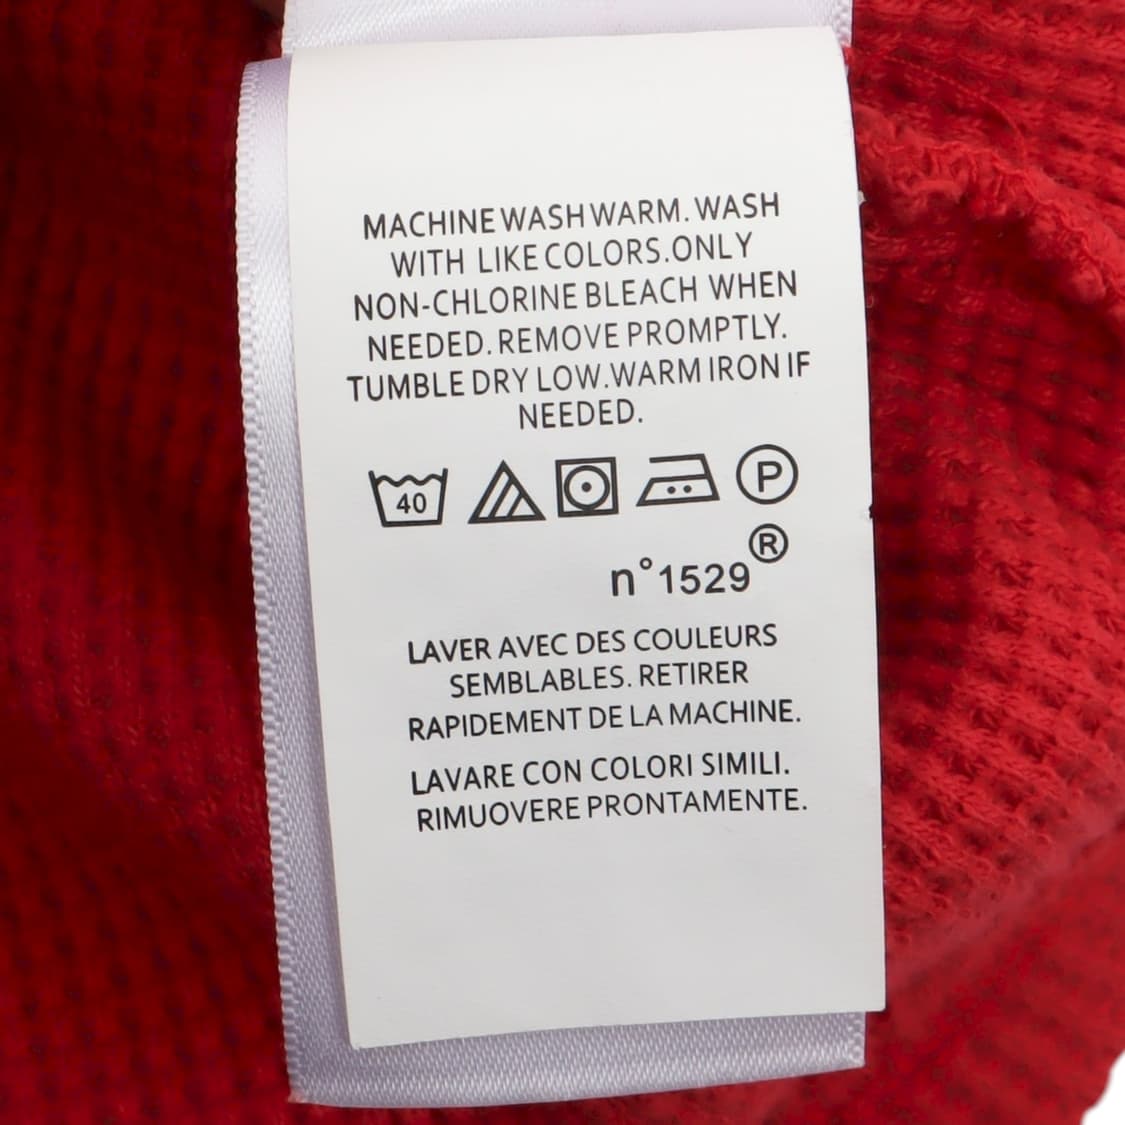 MACHINE WASH WARM. WASH
WITH LIKE COLORS.ONLY
NON-CHLORINE BLEACH WHEN
NEEDED. REMOVE PROMPTLY.
TUMBLE DRY LOW.WARM IRON IF
NEEDED.
40 P
n°1529®
LAVER AVEC DES COULEURS
SEMBLABLES. RETIRER
RAPIDEMENT DE LA MACHINE.
LAVARE CON COLORI SIMILI.
RIMUOVERE PRONTAMENTE.